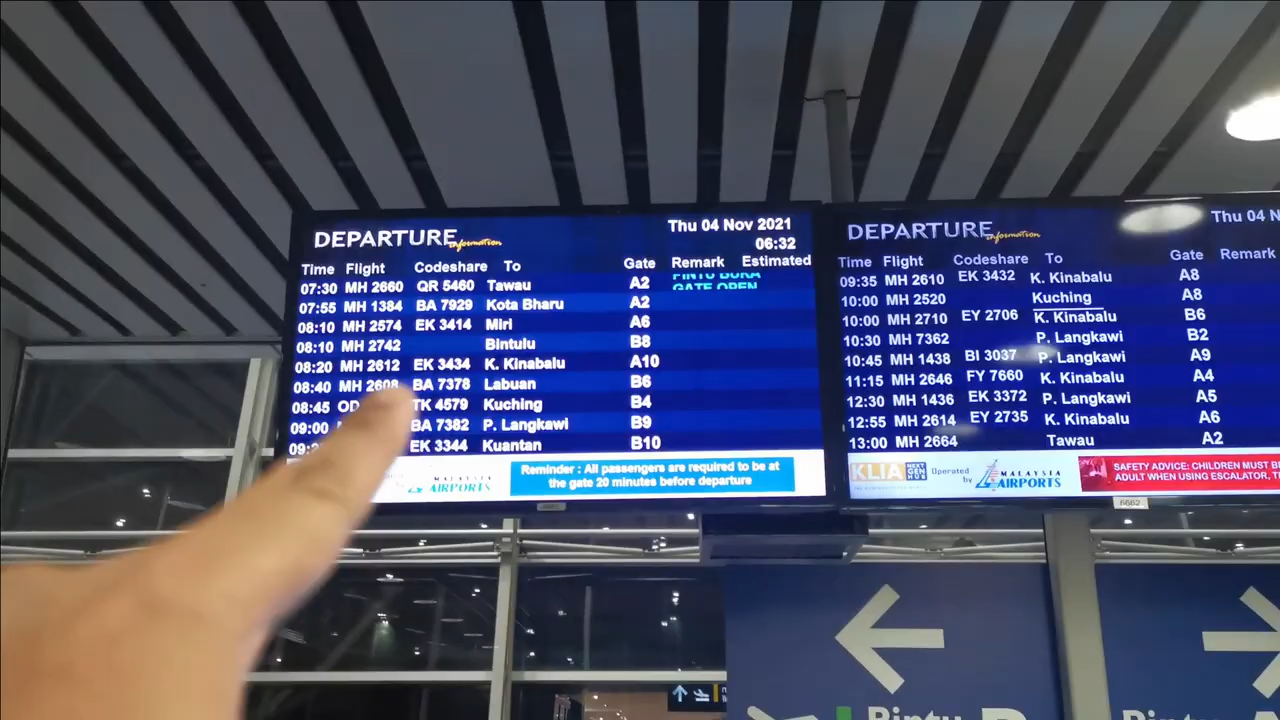 DEPARTURE information
Thu 04 Nov 2021
06:32
Time Flight Codeshare To Gate Remark Estimated
07:30 MH 2660 QR 5460 Tawau A2 PINTU BUKA GATE OPEN
07:55 MH 1384 BA 7929 Kota Bharu A2
08:10 MH 2574 EK 3414 Miri A6
08:10 MH 2742 Bintulu B8
08:20 MH 2612 EK 3434 K. Kinabalu A10
08:40 MH 2608 BA 7378 Labuan B6
08:45 OD TK 4579 Kuching B4
09:00 BA 7382 P. Langkawi B9
EK 3344 Kuantan B10
MALAYSIA
AIRPORTS
Reminder : All passengers are required to be at
the gate 20 minutes before departure
DEPARTURE information
Thu 04 N
Time Flight Codeshare To Gate Remark
09:35 MH 2610 EK 3432 K. Kinabalu A8
10:00 MH 2520 Kuching A8
10:00 MH 2710 EY 2706 K. Kinabalu B6
10:30 MH 7362 P. Langkawi B2
10:45 MH 1438 BI 3037 P. Langkawi A9
11:15 MH 2646 FY 7660 K. Kinabalu A4
12:30 MH 1436 EK 3372 P. Langkawi A5
12:55 MH 2614 EY 2735 K. Kinabalu A6
13:00 MH 2664 Tawau A2
KLIA NEXT GEN HUB
Operated by
MALAYSIA
AIRPORTS
SAFETY ADVICE: CHILDREN MUST B
ADULT WHEN USING ESCALATOR, T
6662
Pintu